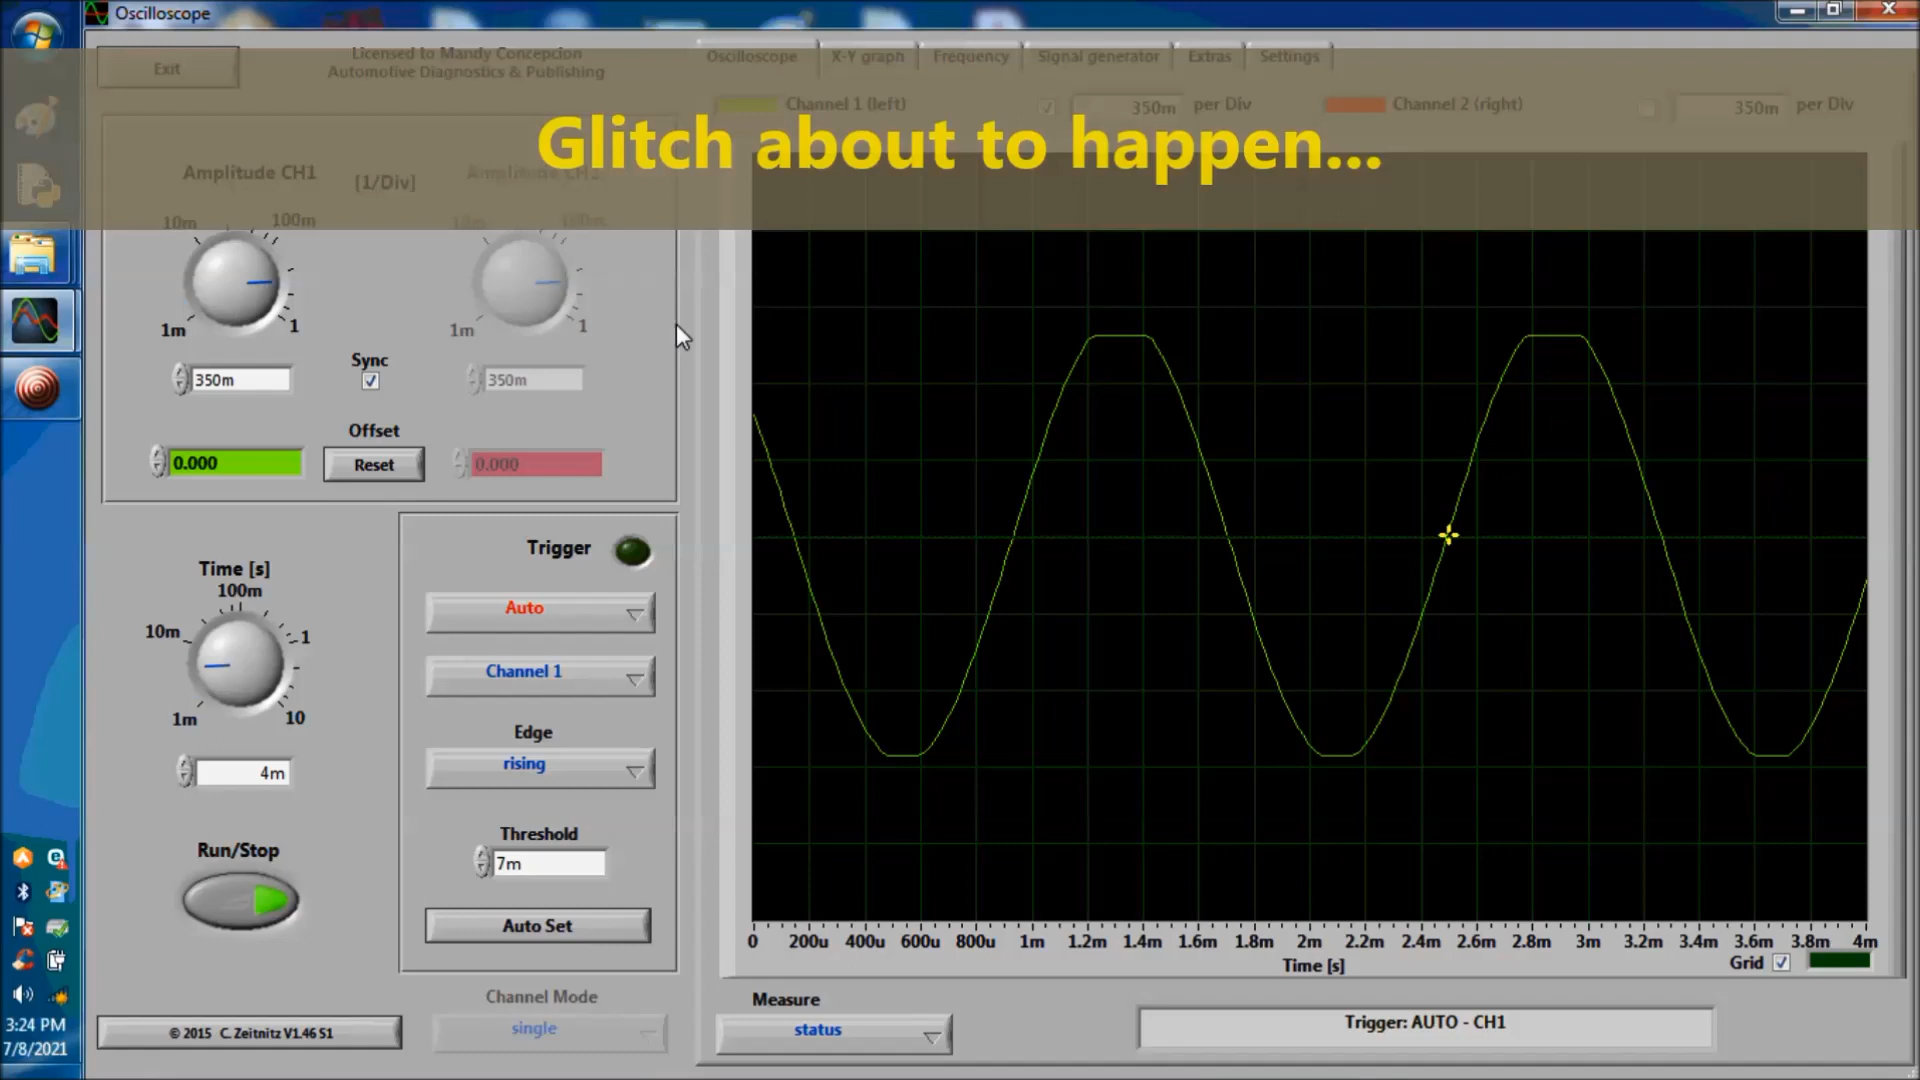 Oscilloscope
Exit
Licensed to Mandy Concepcion
Automotive Diagnostics & Publishing
Oscilloscope
X-Y graph
Frequency
Signal generator
Extras
Settings
Channel 1 (left)
350m
per Div
Channel 2 (right)
350m
per Div
Glitch about to happen...
Amplitude CH1
[1/Div]
Amplitude CH2
10m
100m
10m
100m
1m
1
1m
1
350m
Sync
350m
Offset
0.000
Reset
0.000
Time [s]
100m
10m
1
1m
10
4m
Run/Stop
Trigger
Auto
Channel 1
Edge
rising
Threshold
7m
Auto Set
Channel Mode
single
© 2015 C. Zeitnitz V1.46 S1
0 200u 400u 600u 800u 1m 1.2m 1.4m 1.6m 1.8m 2m 2.2m 2.4m 2.6m 2.8m 3m 3.2m 3.4m 3.6m 3.8m 4m
Time [s]
Grid
Measure
status
Trigger: AUTO - CH1
3:24 PM
7/8/2021